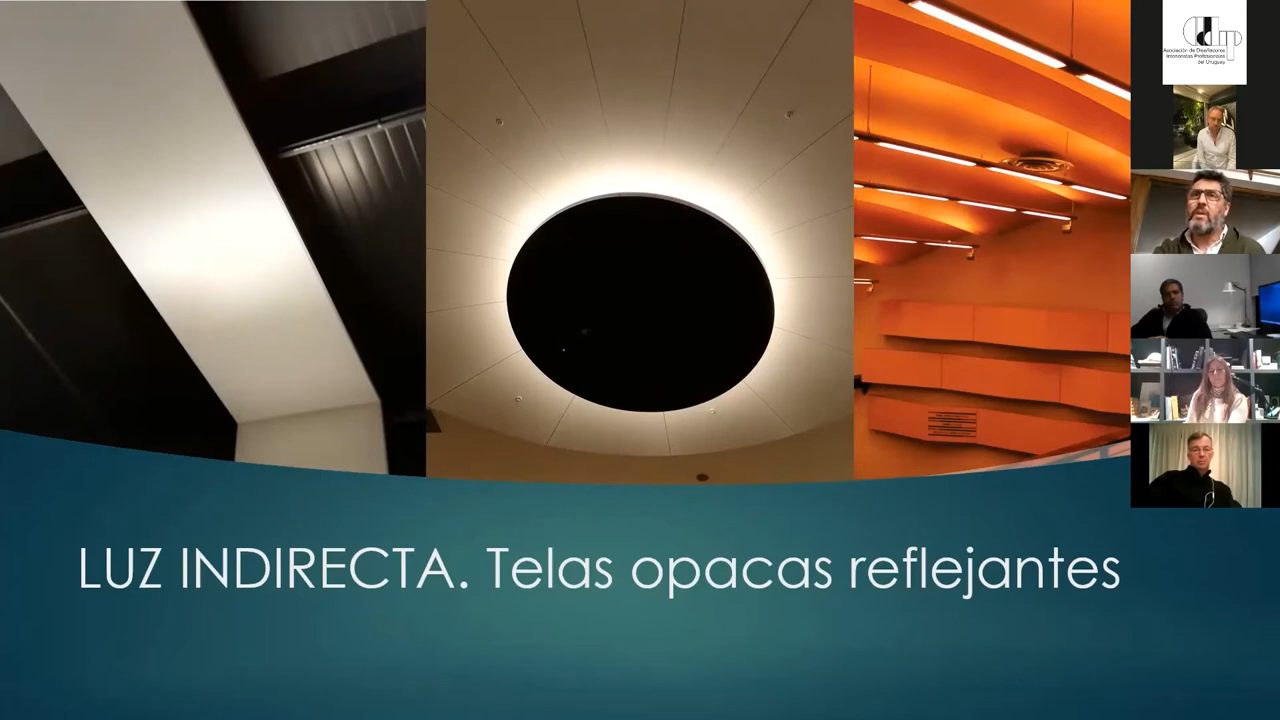 Asociación de Diseñadores
Interioristas Profesionales
del Uruguay
LUZ INDIRECTA. Telas opacas reflejantes